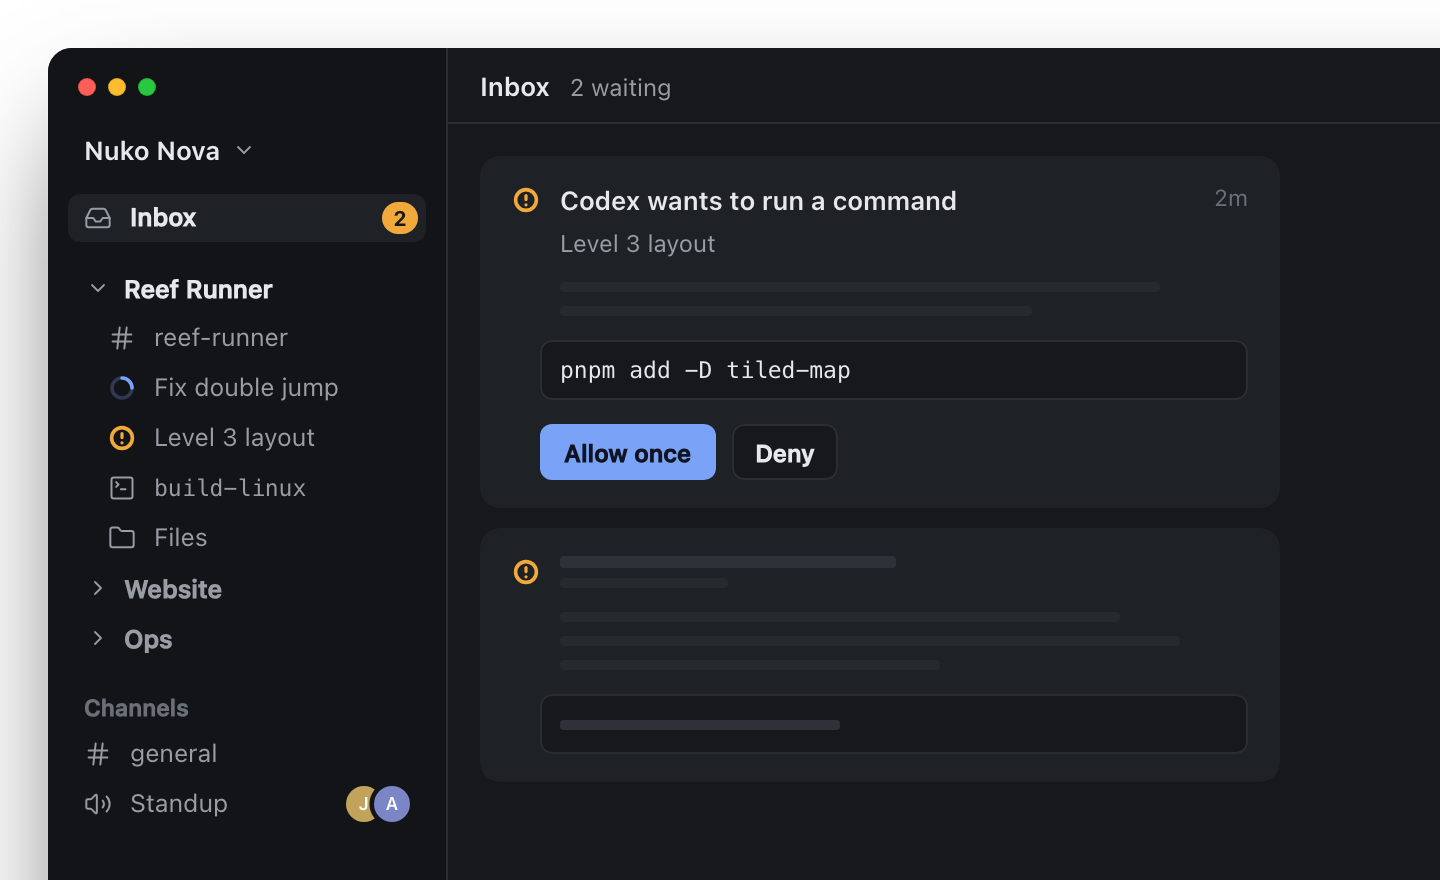 Nuko Nova
Inbox 2
Reef Runner
reef-runner
Fix double jump
Level 3 layout
build-linux
Files
Website
Ops
Channels
general
Standup J A
Inbox 2 waiting
Codex wants to run a command 2m
Level 3 layout
pnpm add -D tiled-map
Allow once Deny